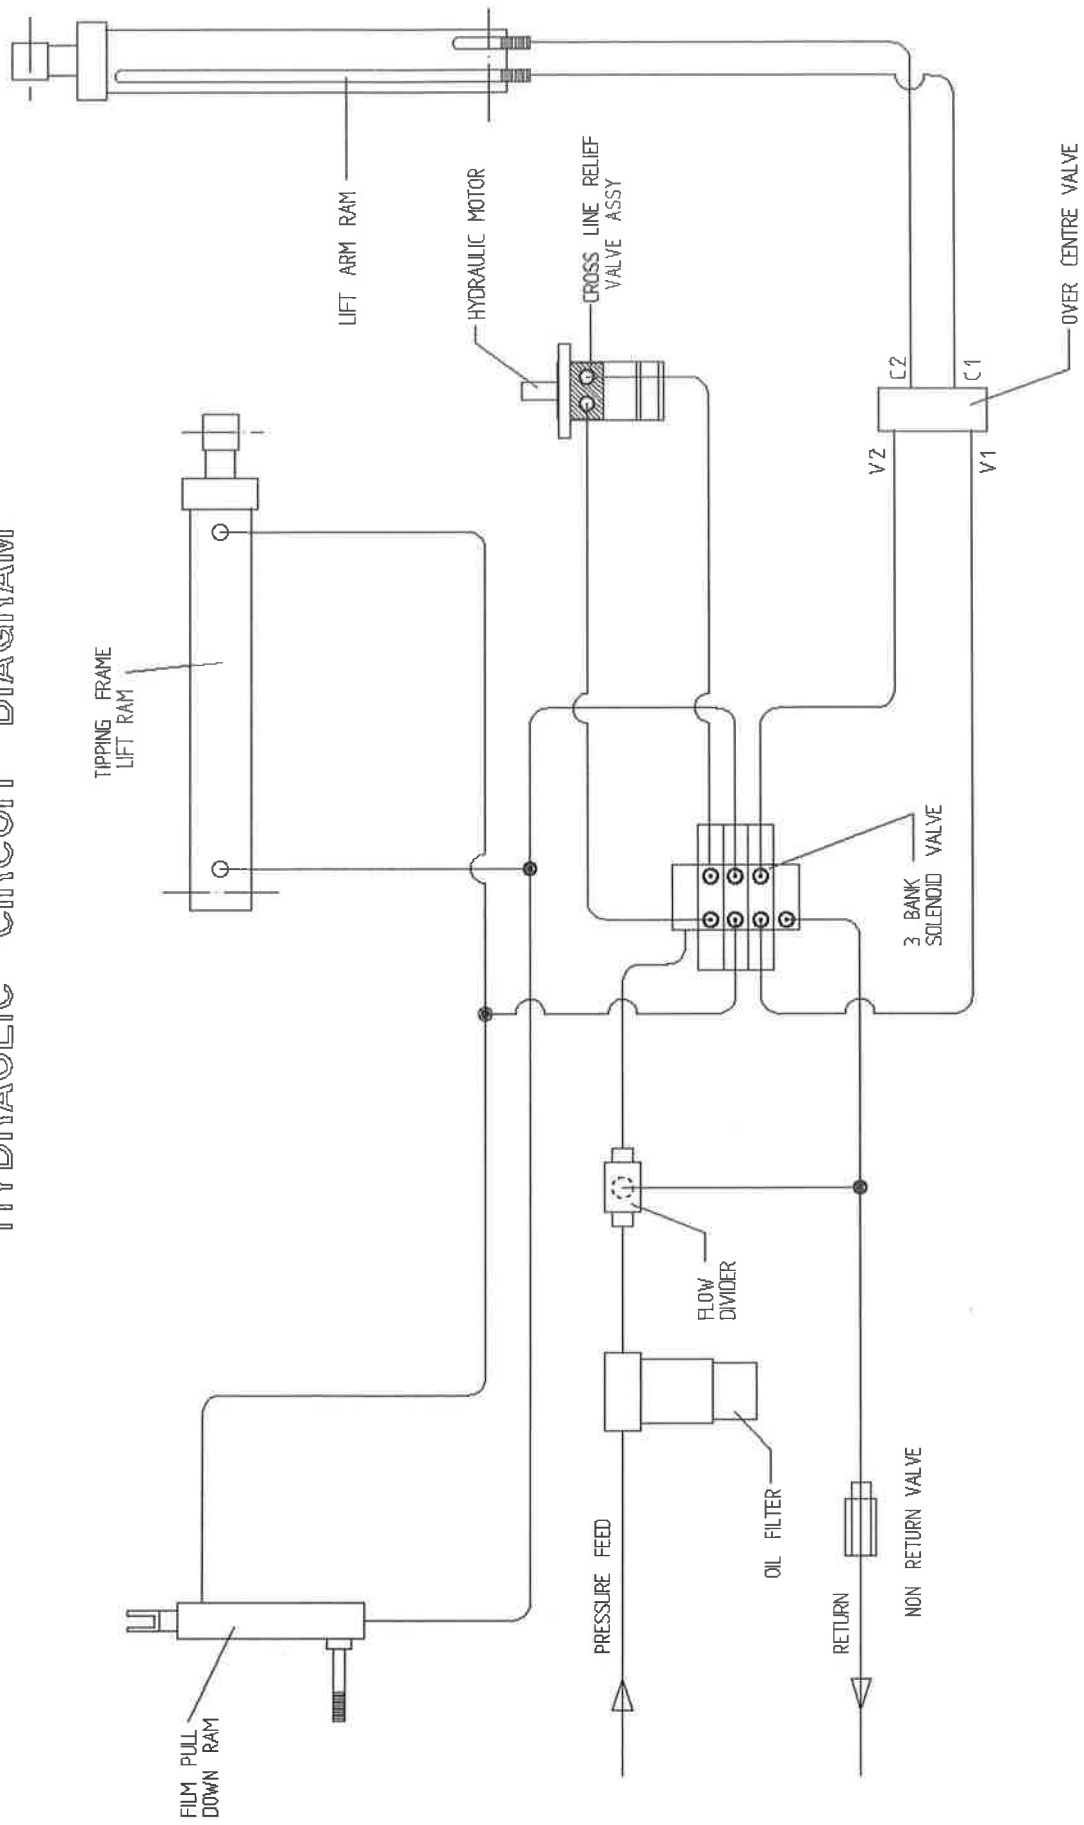 HYDRAULIC CIRCUIT DIAGRAM
FILM PULL
DOWN RAM
TIPPING FRAME
LIFT RAM
LIFT ARM RAM
HYDRAULIC MOTOR
CROSS LINE RELIEF
VALVE ASSY
PRESSURE FEED
OIL FILTER
FLOW
DIVIDER
3 BANK
SOLENOID VALVE
RETURN
NON RETURN VALVE
V2
C2
V1
C1
OVER CENTRE VALVE